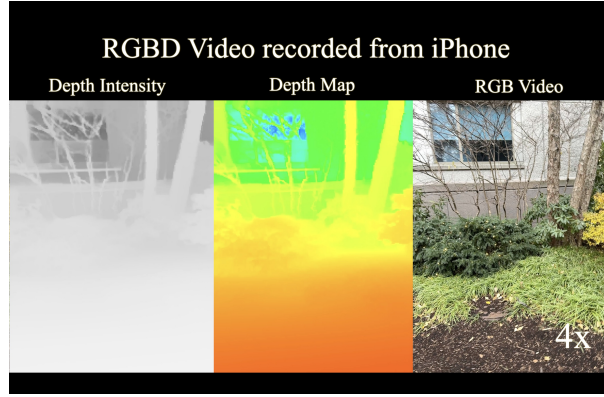 RGBD Video recorded from iPhone
Depth Intensity
Depth Map
RGB Video
4x